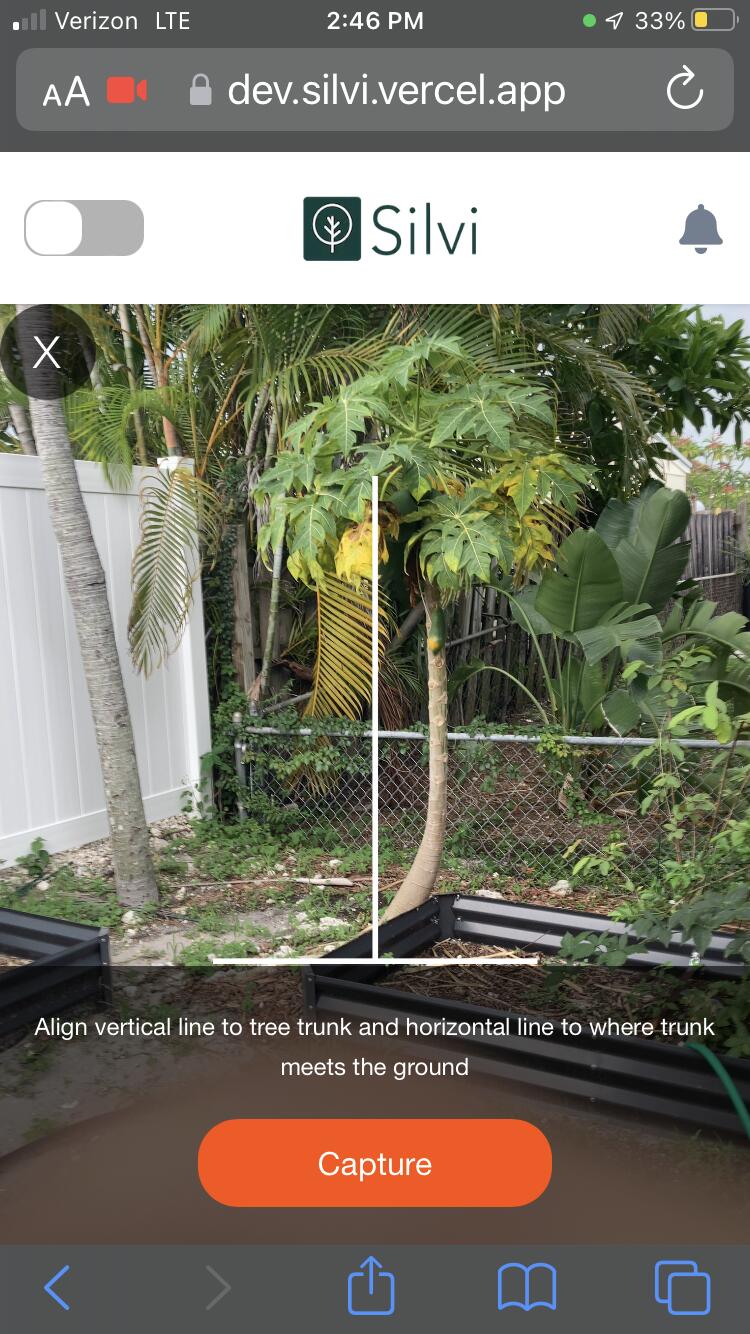 Verizon LTE 2:46 PM 33%
AA dev.silvi.vercel.app
Silvi
X
Align vertical line to tree trunk and horizontal line to where trunk
meets the ground
Capture